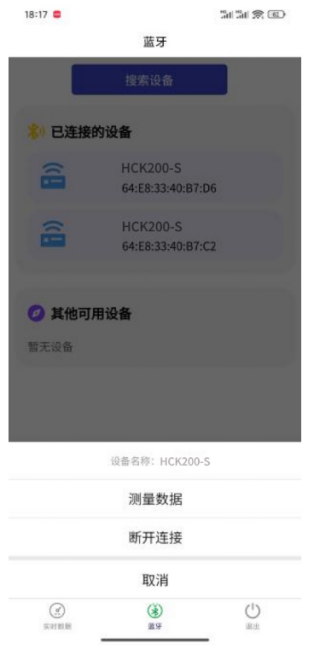 18:17
蓝牙
搜索设备
已连接的设备
HCK200-S
64:E8:33:40:B7:D6
HCK200-S
64:E8:33:40:B7:C2
其他可用设备
暂无设备
设备名称：HCK200-S
测量数据
断开连接
取消
实时数据 蓝牙 退出